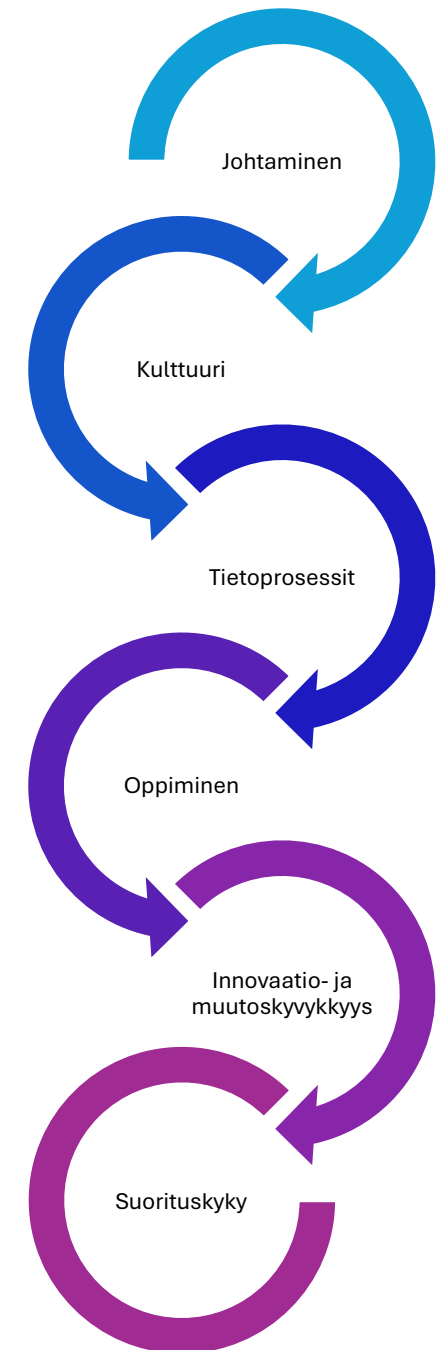 Johtaminen
Kulttuuri
Tietoprosessit
Oppiminen
Innovaatio- ja
muutoskyvykkyys
Suorituskyky